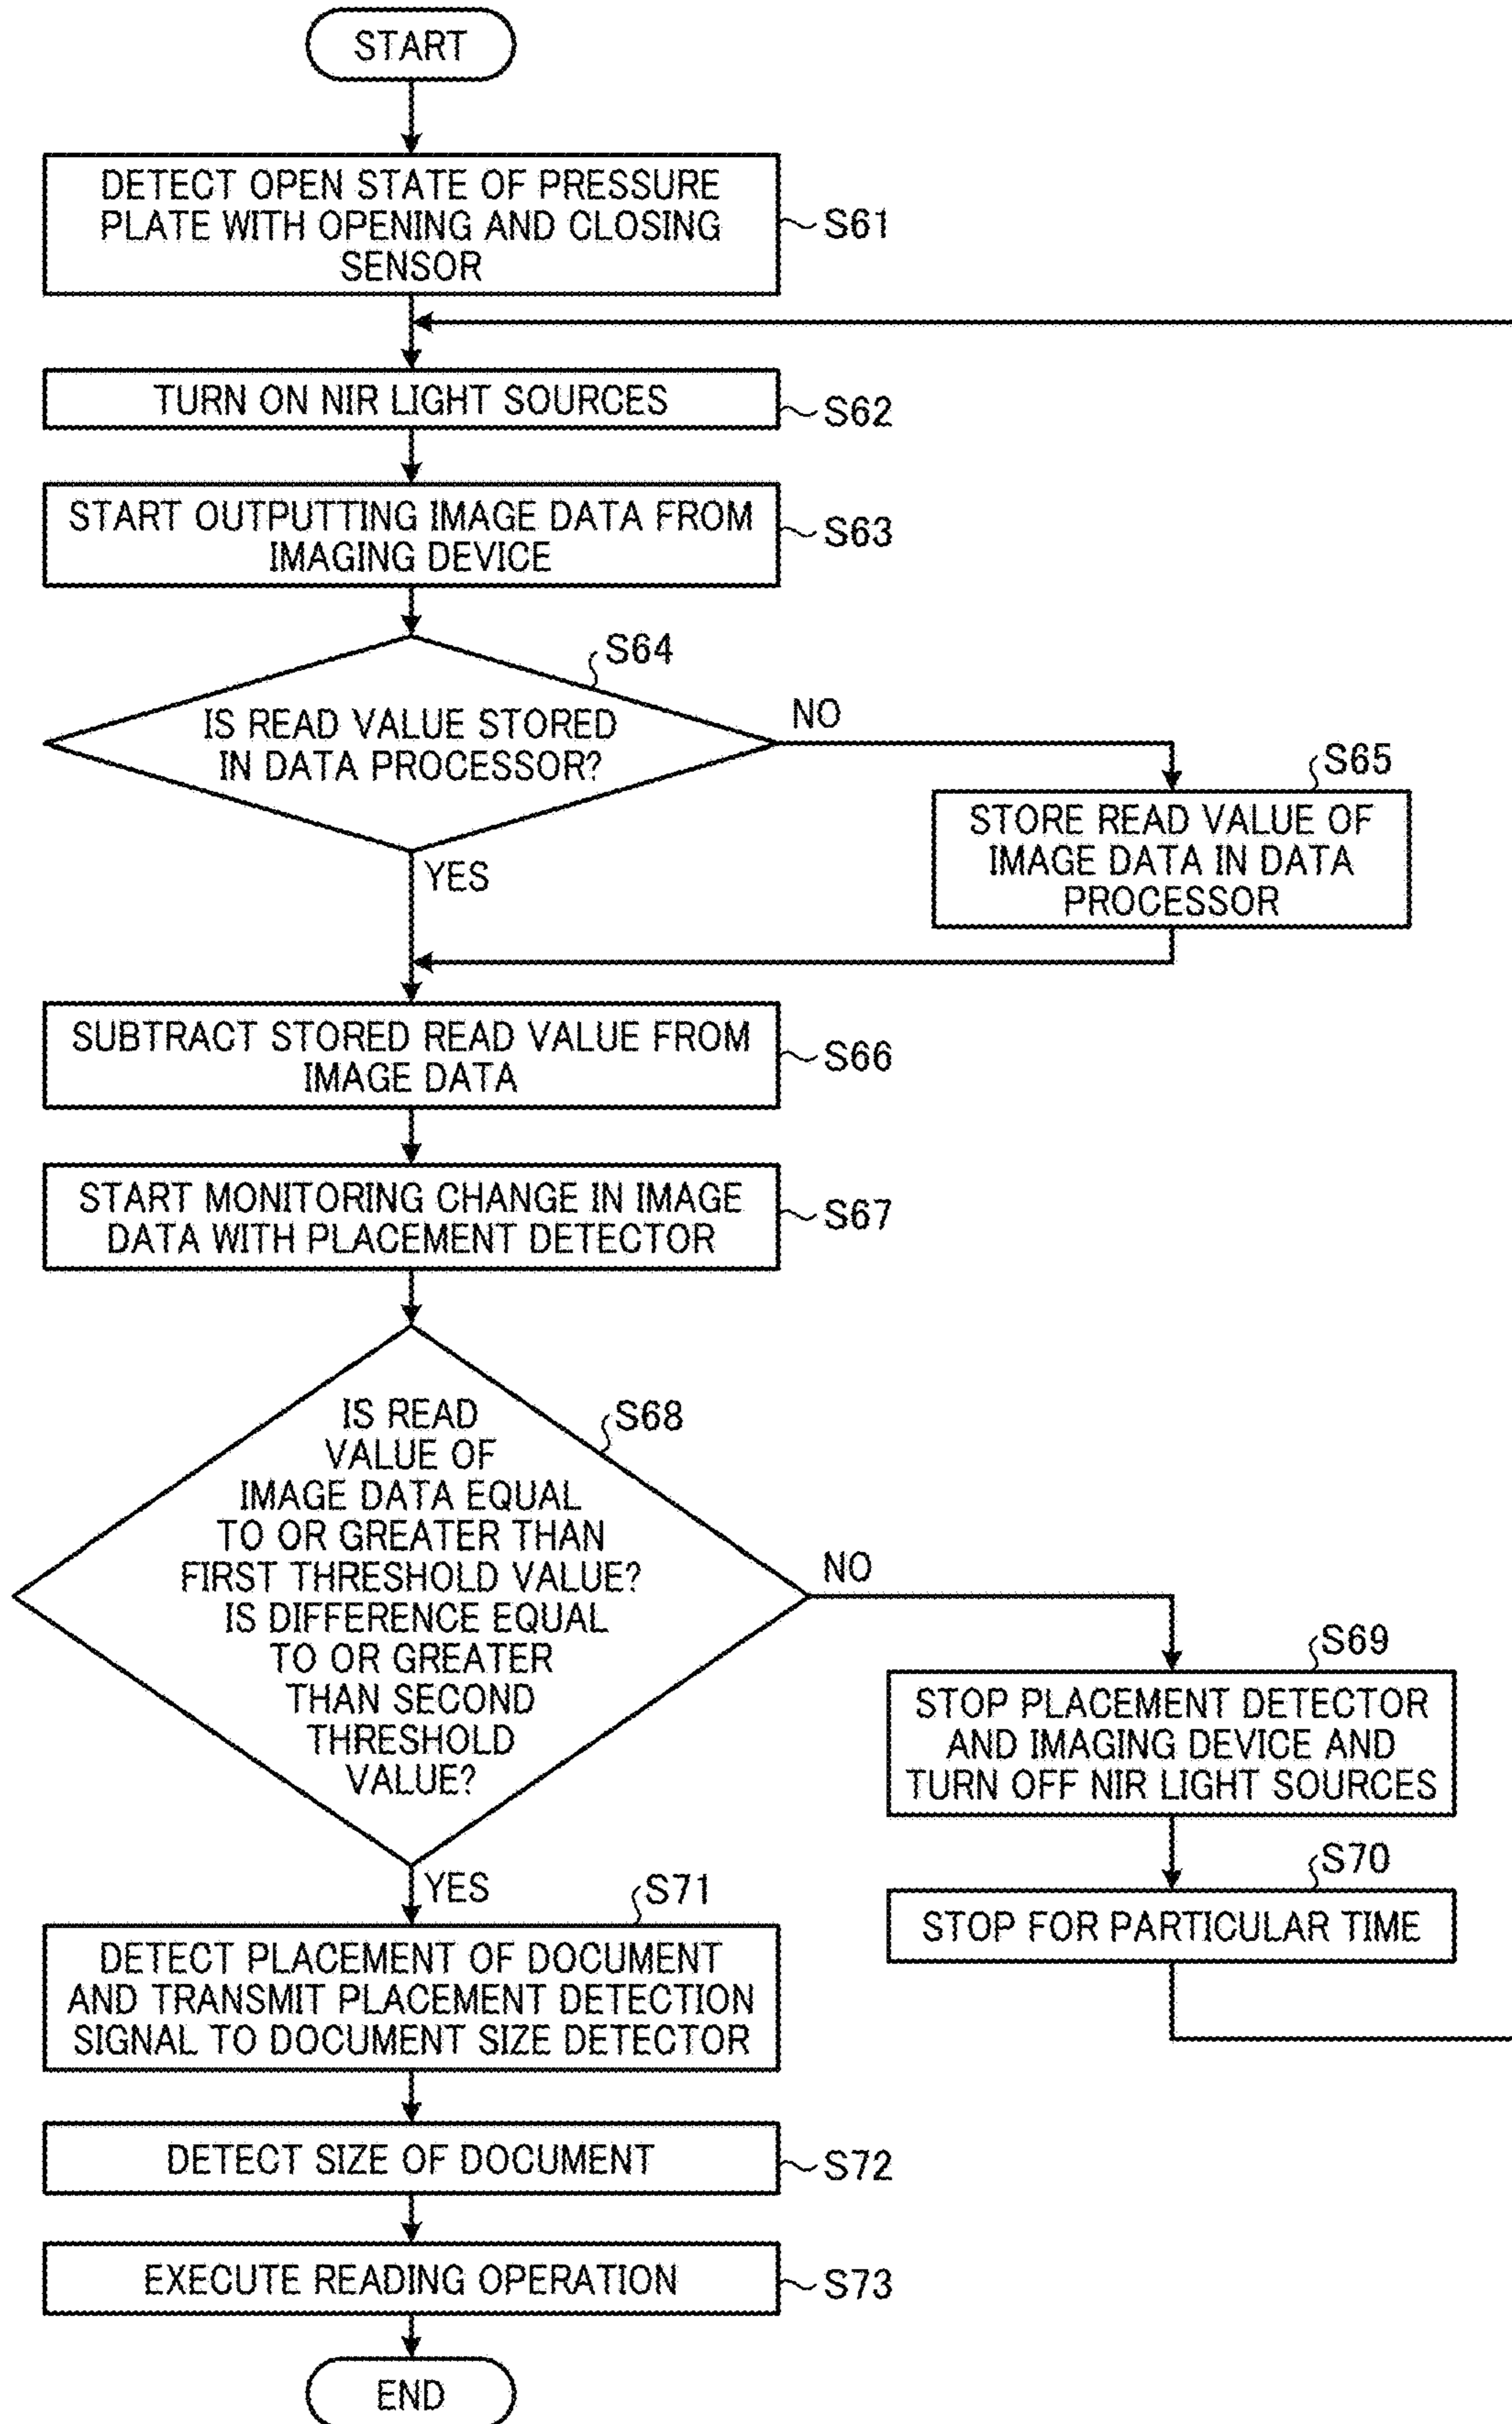 START
DETECT OPEN STATE OF PRESSURE
PLATE WITH OPENING AND CLOSING
SENSOR
S61
TURN ON NIR LIGHT SOURCES
S62
START OUTPUTTING IMAGE DATA FROM
IMAGING DEVICE
S63
S64
IS READ VALUE STORED
IN DATA PROCESSOR?
NO
YES
S65
STORE READ VALUE OF
IMAGE DATA IN DATA
PROCESSOR
SUBTRACT STORED READ VALUE FROM
IMAGE DATA
S66
START MONITORING CHANGE IN IMAGE
DATA WITH PLACEMENT DETECTOR
S67
S68
IS READ
VALUE OF
IMAGE DATA EQUAL
TO OR GREATER THAN
FIRST THRESHOLD VALUE?
IS DIFFERENCE EQUAL
TO OR GREATER
THAN SECOND
THRESHOLD
VALUE?
NO
YES
S69
STOP PLACEMENT DETECTOR
AND IMAGING DEVICE AND
TURN OFF NIR LIGHT SOURCES
S70
STOP FOR PARTICULAR TIME
S71
DETECT PLACEMENT OF DOCUMENT
AND TRANSMIT PLACEMENT DETECTION
SIGNAL TO DOCUMENT SIZE DETECTOR
DETECT SIZE OF DOCUMENT
S72
EXECUTE READING OPERATION
S73
END